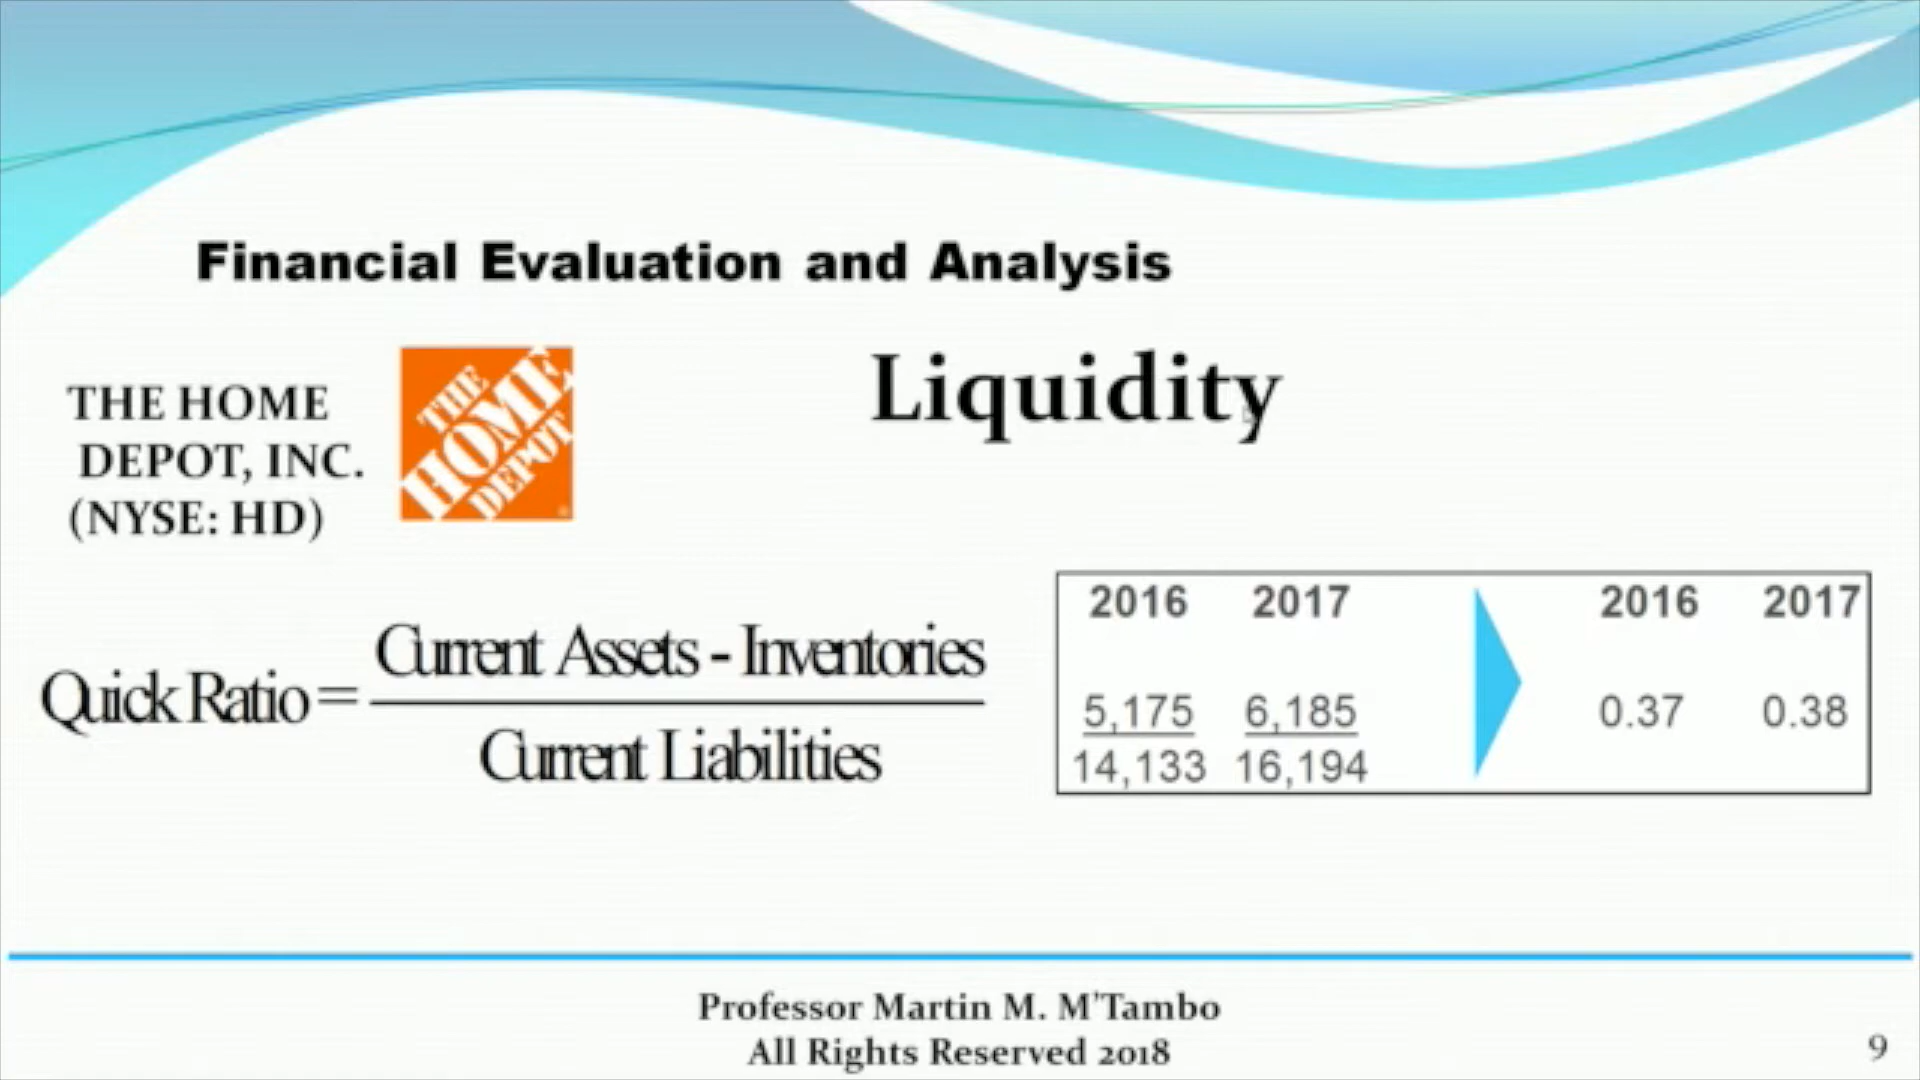 Financial Evaluation and Analysis
THE HOME
DEPOT, INC.
(NYSE: HD)
THE
HOME
DEPOT
Liquidity
Quick Ratio = Current Assets - Inventories
Current Liabilities
2016 2017 2016 2017
5,175 6,185 0.37 0.38
14,133 16,194
Professor Martin M. M'Tambo
All Rights Reserved 2018
9